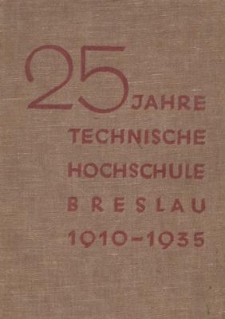 25 JAHRE
TECHNISCHE
HOCHSCHULE
BRESLAU
1910-1935